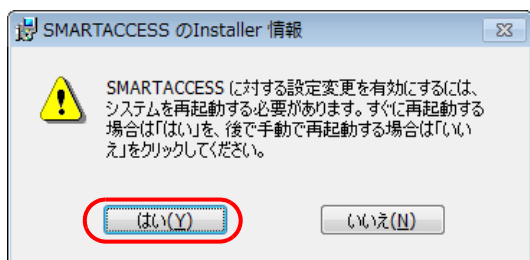 SMARTACCESS のInstaller 情報
SMARTACCESS に対する設定変更を有効にするには、
システムを再起動する必要があります。すぐに再起動する
場合は「はい」を、後で手動で再起動する場合は「いい
え」をクリックしてください。
はい(Y)
いいえ(N)